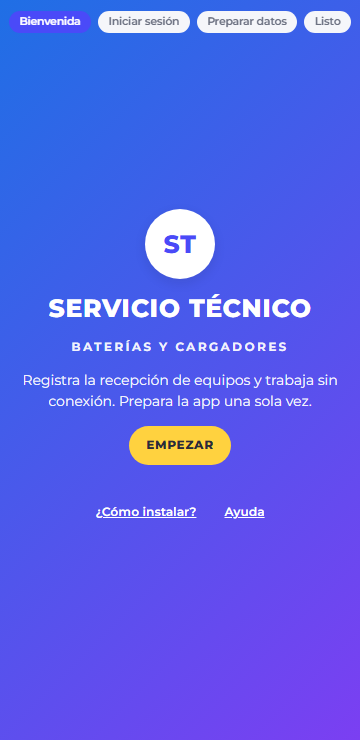 Bienvenida Iniciar sesión Preparar datos Listo
ST
SERVICIO TÉCNICO
BATERÍAS Y CARGADORES
Registra la recepción de equipos y trabaja sin
conexión. Prepara la app una sola vez.
EMPEZAR
¿Cómo instalar? Ayuda